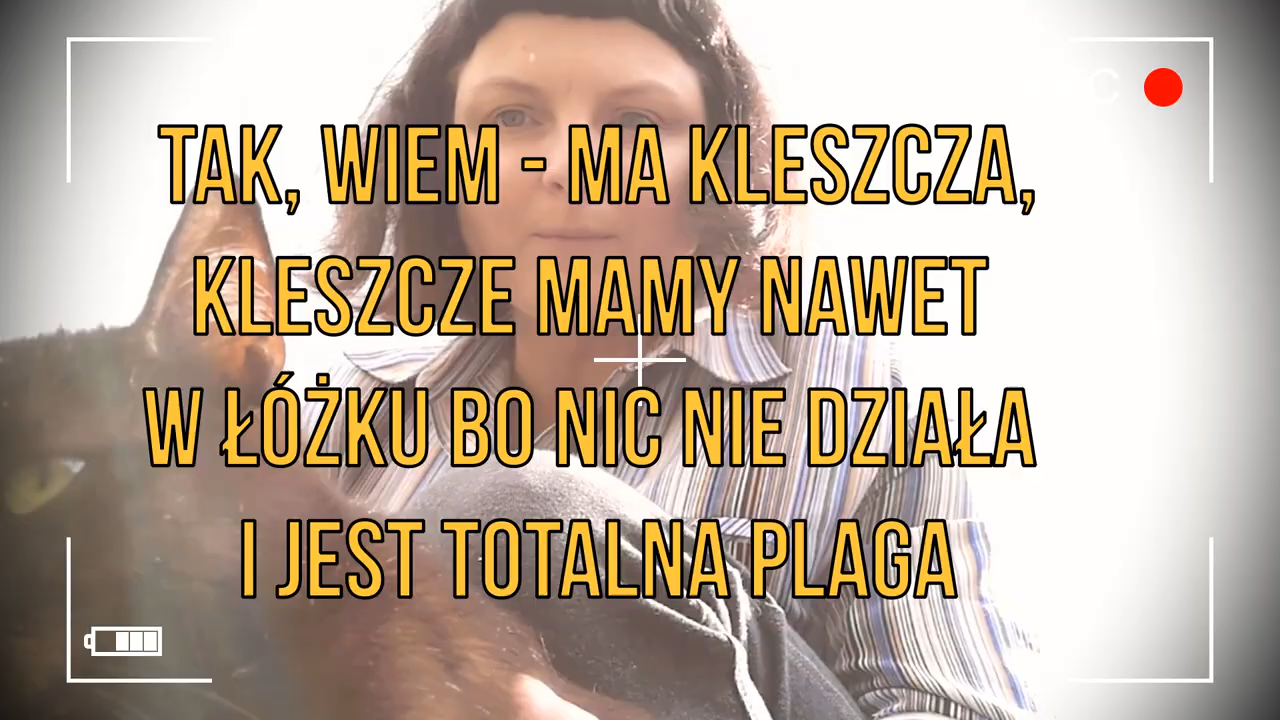 TAK, WIEM - MA KLESZCZA,
KLESZCZE MAMY NAWET
W ŁÓŻKU BO NIC NIE DZIAŁA
I JEST TOTALNA PLAGA